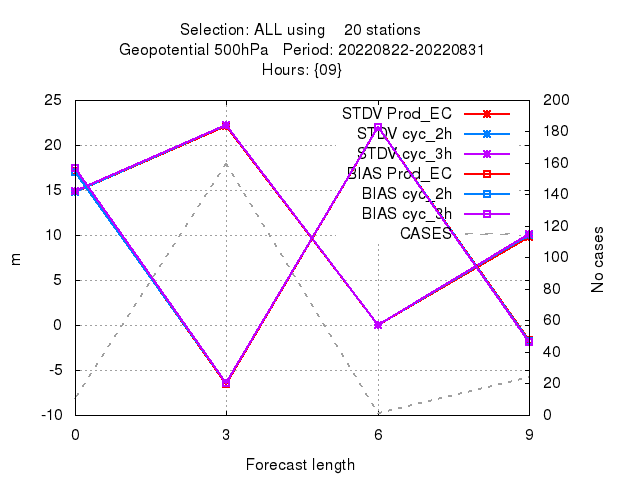 Selection: ALL using 20 stations
Geopotential 500hPa Period: 20220822-20220831
Hours: {09}
25
20
15
10
5
0
-5
-10
200
180
160
140
120
100
80
60
40
20
0
STDV Prod_EC
STDV cyc_2h
STDV cyc_3h
BIAS Prod_EC
BIAS cyc_2h
BIAS cyc_3h
CASES
m
No cases
0
3
6
9
Forecast length